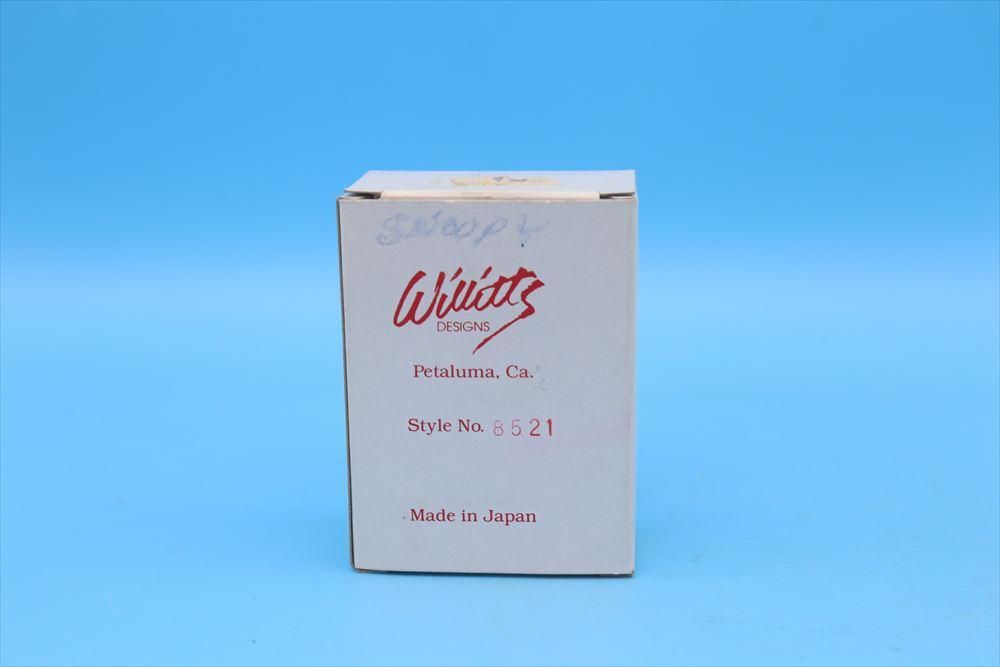 SNOOPY
Willitts
DESIGNS
Petaluma, Ca.
Style No. 8521
Made in Japan